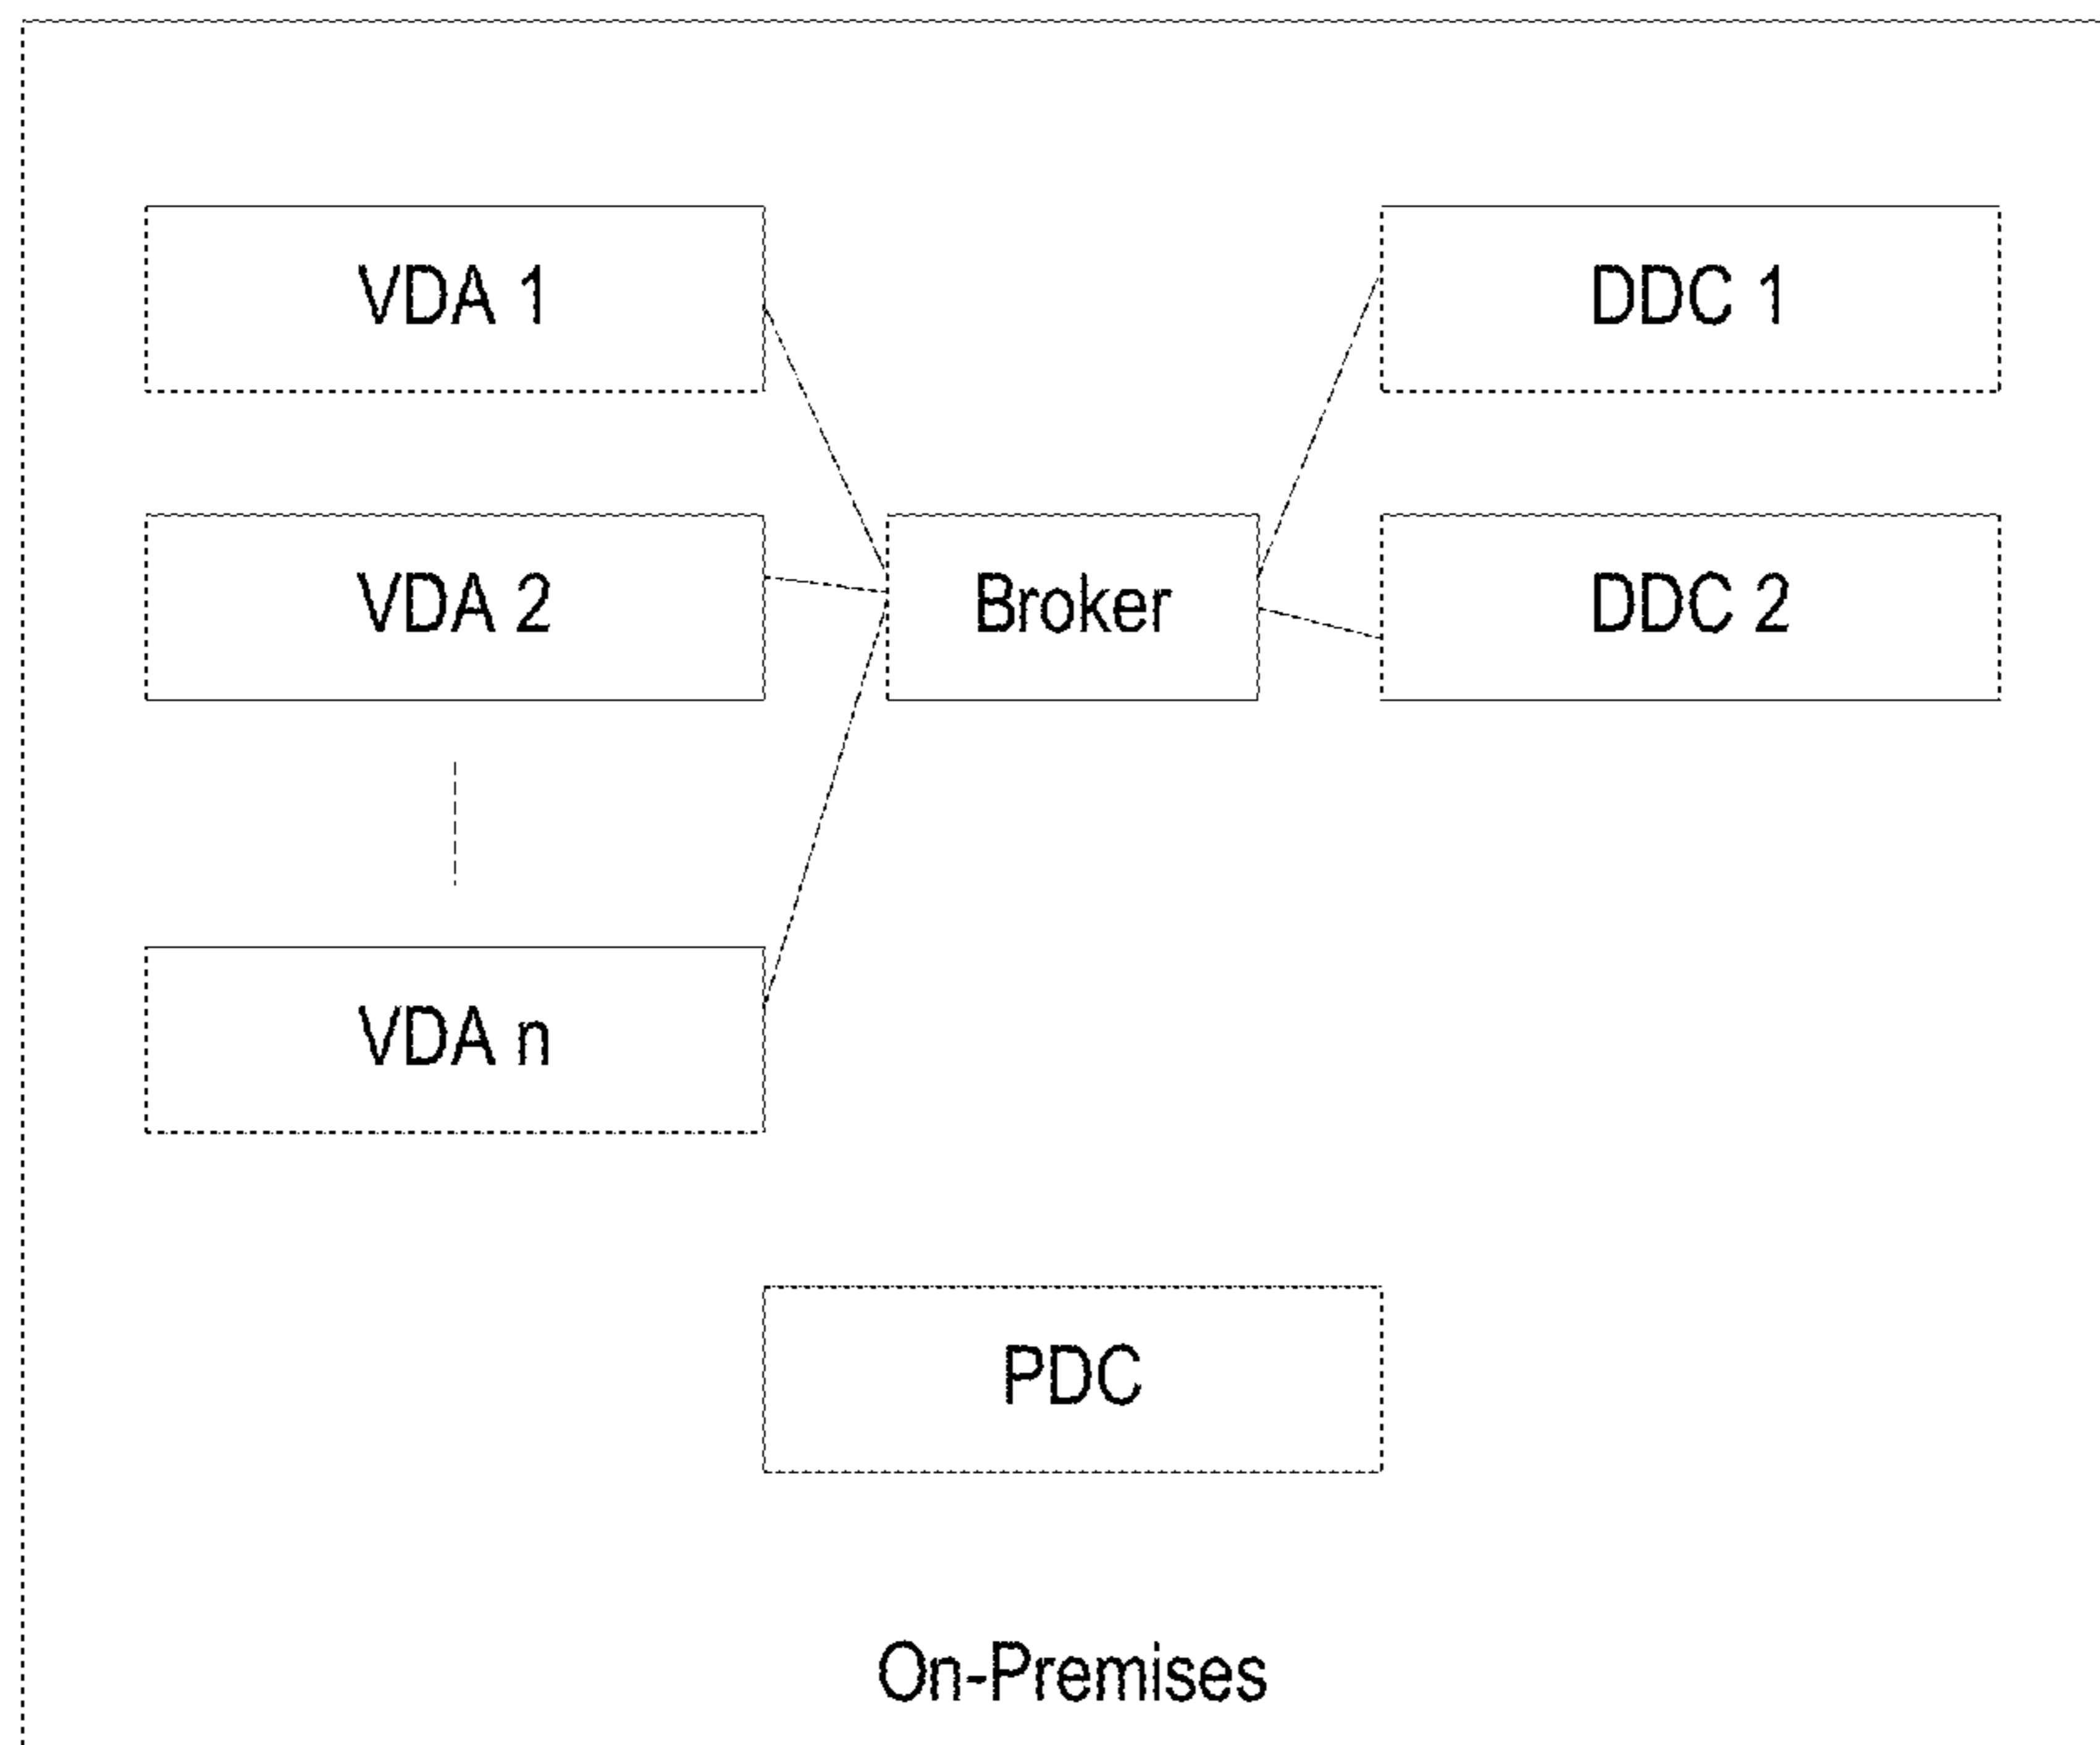 VDA 1
DDC 1
VDA 2
Broker
DDC 2
VDA n
PDC
On-Premises